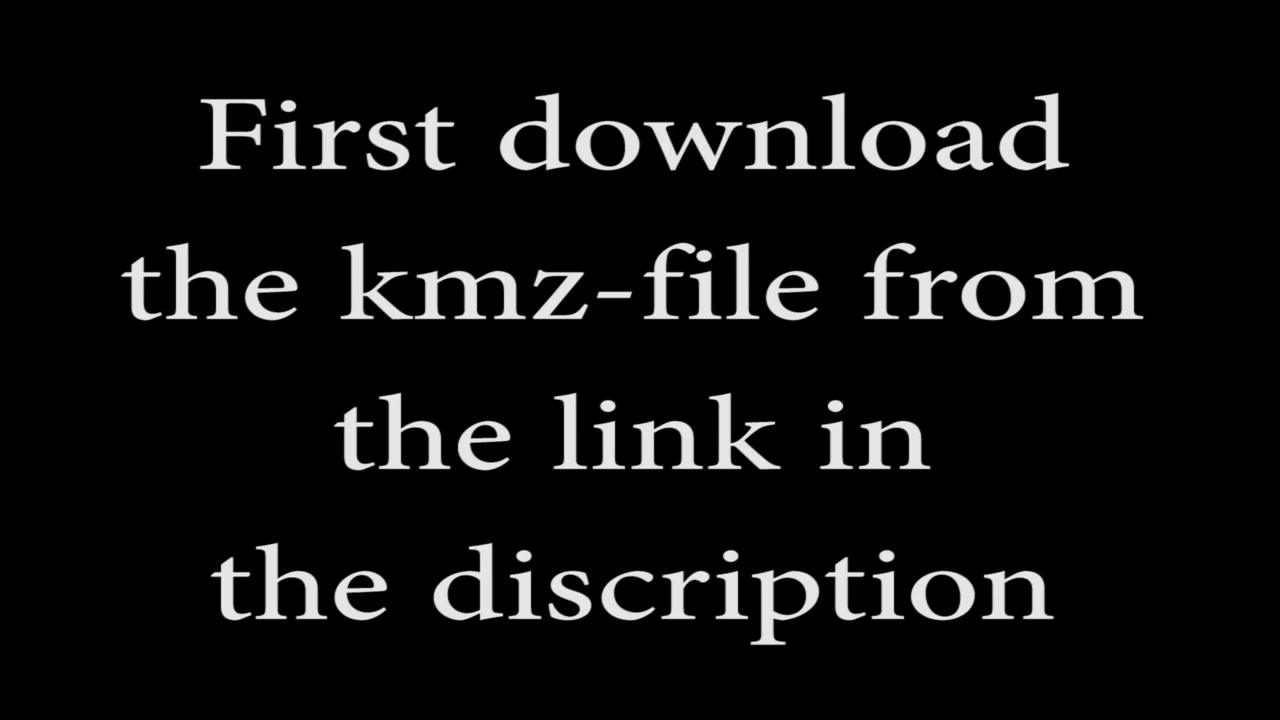 First download
the kmz-file from
the link in
the discription